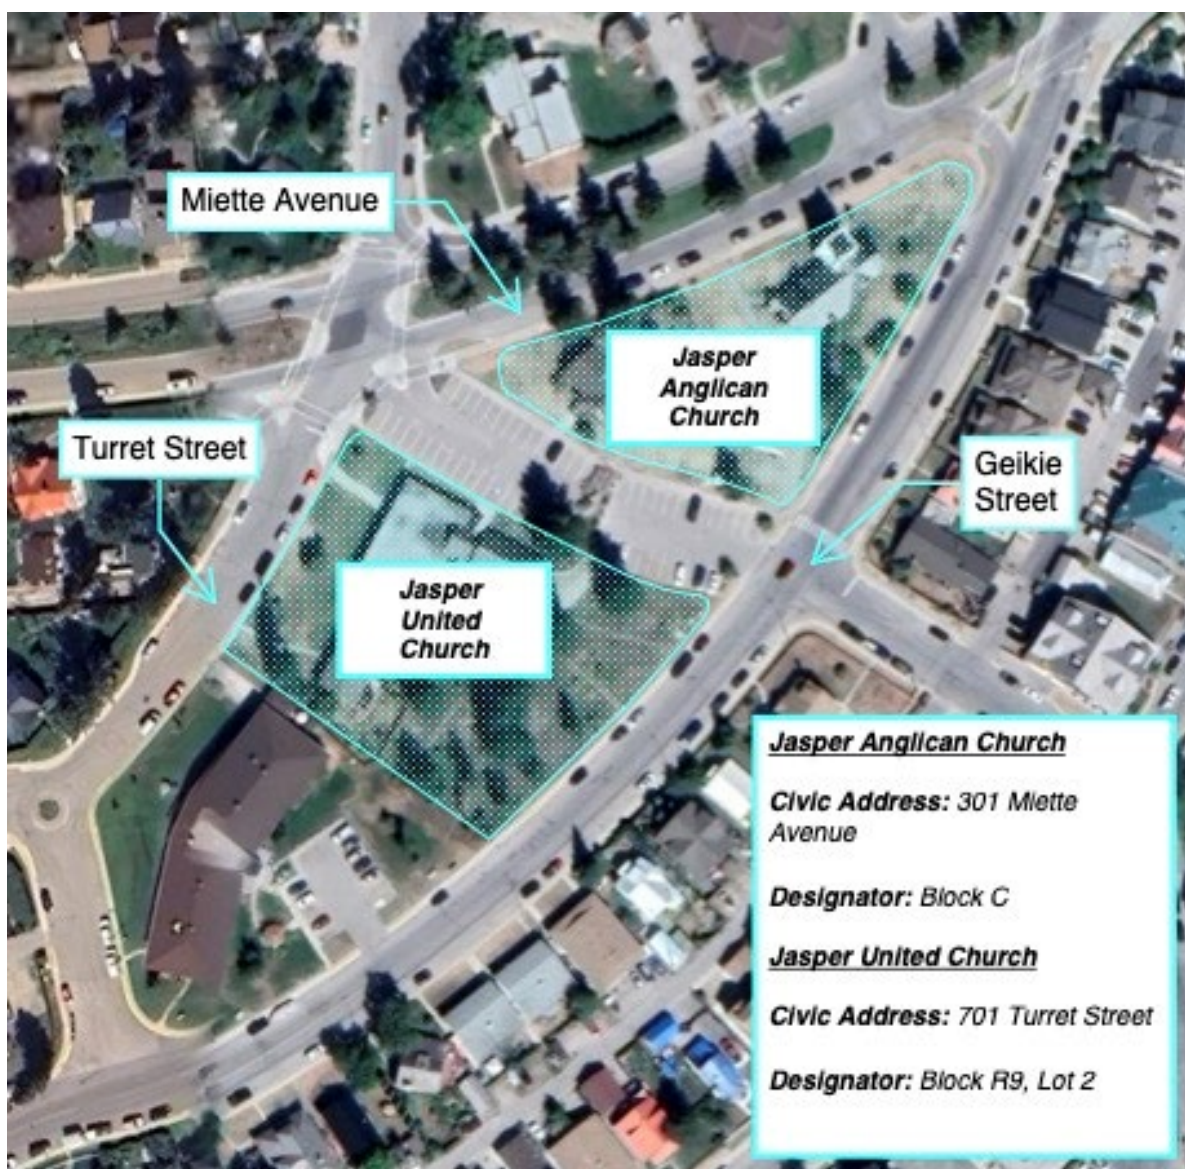 Miette Avenue
Jasper
Anglican
Church
Turret Street
Geikie
Street
Jasper
United
Church
Jasper Anglican Church
Civic Address: 301 Miette
Avenue
Designator: Block C
Jasper United Church
Civic Address: 701 Turret Street
Designator: Block R9, Lot 2